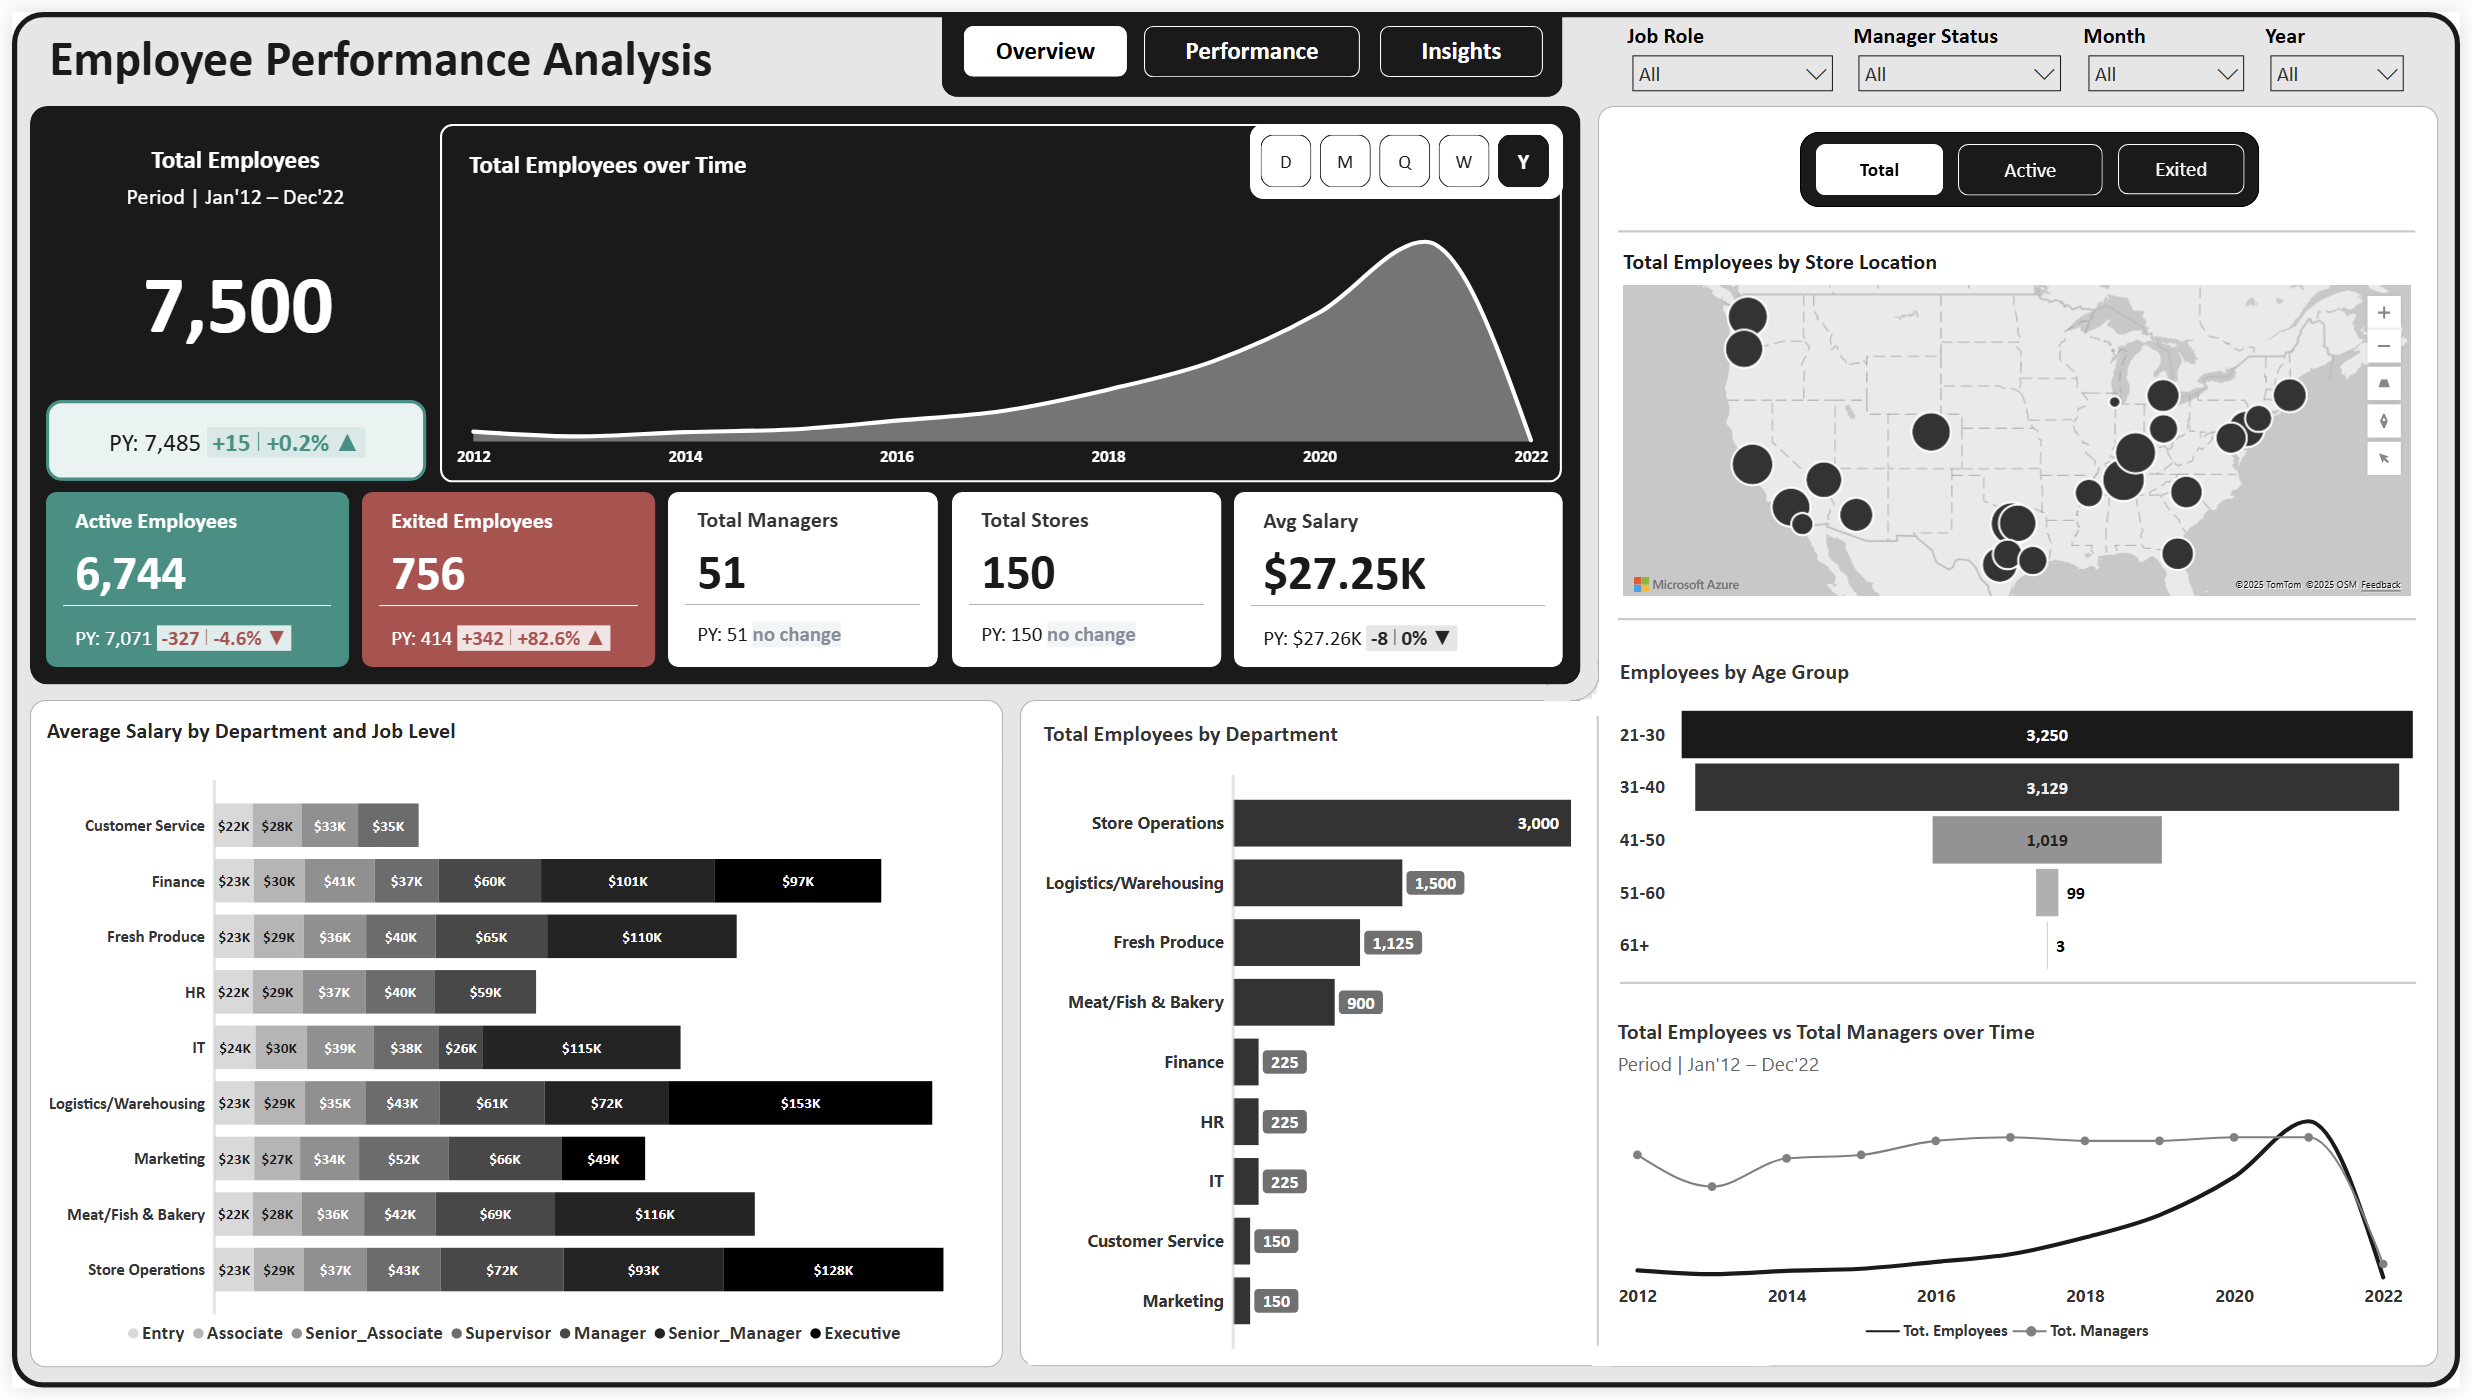 Employee Performance Analysis
Overview
Performance
Insights
Job Role
All
Manager Status
All
Month
All
Year
All
Total Employees
Period | Jan'12 – Dec'22
7,500
PY: 7,485 +15 | +0.2% ▲
Total Employees over Time
D M Q W Y
2012 2014 2016 2018 2020 2022
Active Employees
6,744
PY: 7,071 -327 | -4.6% ▼
Exited Employees
756
PY: 414 +342 | +82.6% ▲
Total Managers
51
PY: 51 no change
Total Stores
150
PY: 150 no change
Avg Salary
$27.25K
PY: $27.26K -8 | 0% ▼
Total
Active
Exited
Total Employees by Store Location
+
−
Microsoft Azure
©2025 TomTom ©2025 OSM Feedback
Employees by Age Group
21-30 3,250
31-40 3,129
41-50 1,019
51-60 99
61+ 3
Total Employees vs Total Managers over Time
Period | Jan'12 – Dec'22
2012 2014 2016 2018 2020 2022
Tot. Employees Tot. Managers
Average Salary by Department and Job Level
Customer Service $22K $28K $33K $35K
Finance $23K $30K $41K $37K $60K $101K $97K
Fresh Produce $23K $29K $36K $40K $65K $110K
HR $22K $29K $37K $40K $59K
IT $24K $30K $39K $38K $26K $115K
Logistics/Warehousing $23K $29K $35K $43K $61K $72K $153K
Marketing $23K $27K $34K $52K $66K $49K
Meat/Fish & Bakery $22K $28K $36K $42K $69K $116K
Store Operations $23K $29K $37K $43K $72K $93K $128K
Entry Associate Senior_Associate Supervisor Manager Senior_Manager Executive
Total Employees by Department
Store Operations 3,000
Logistics/Warehousing 1,500
Fresh Produce 1,125
Meat/Fish & Bakery 900
Finance 225
HR 225
IT 225
Customer Service 150
Marketing 150